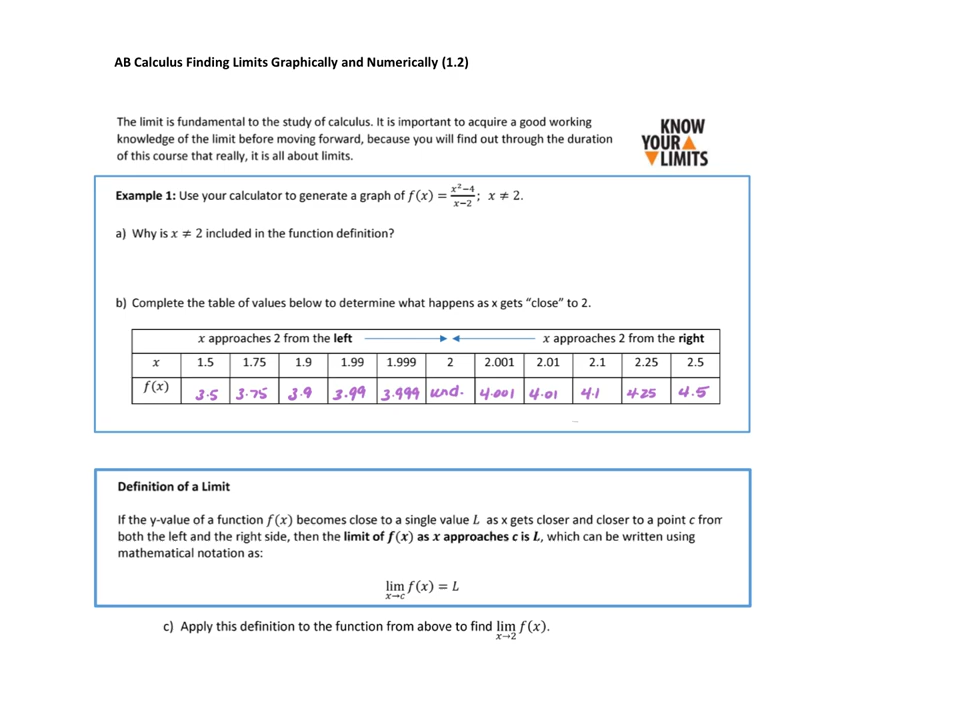 AB Calculus Finding Limits Graphically and Numerically (1.2)
The limit is fundamental to the study of calculus. It is important to acquire a good working
knowledge of the limit before moving forward, because you will find out through the duration
of this course that really, it is all about limits.
KNOW
YOUR
LIMITS
Example 1: Use your calculator to generate a graph of f(x) = \frac{x²−4}{x−2}; x ≠ 2.
a) Why is x ≠ 2 included in the function definition?
b) Complete the table of values below to determine what happens as x gets “close” to 2.
x approaches 2 from the left x approaches 2 from the right
x 1.5 1.75 1.9 1.99 1.999 2 2.001 2.01 2.1 2.25 2.5
f(x) 3.5 3.75 3.9 3.99 3.999 und. 4.001 4.01 4.1 4.25 4.5
Definition of a Limit
If the y-value of a function f(x) becomes close to a single value L as x gets closer and closer to a point c from
both the left and the right side, then the limit of f(x) as x approaches c is L, which can be written using
mathematical notation as:
lim f(x) = L
x→c
c) Apply this definition to the function from above to find lim f(x).
x→2